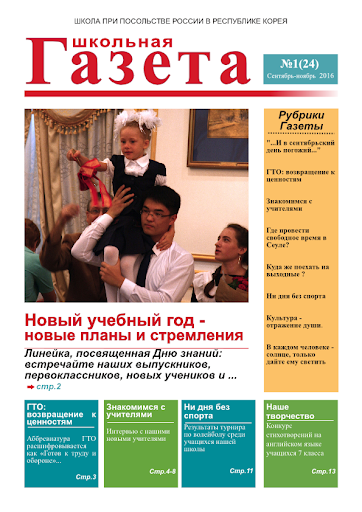 ШКОЛА ПРИ ПОСОЛЬСТВЕ РОССИИ В РЕСПУБЛИКЕ КОРЕЯ
ШКОЛЬНАЯ
Газета
№1(24)
Сентябрь-ноябрь 2016
Рубрики
Газеты
"...И в сентябрьский
день погожий..."
ГТО: возвращение к
ценностям
Знакомимся с
учителями
Где провести
свободное время в
Сеуле?
Куда же поехать на
выходные ?
Ни дня без спорта
Культура -
отражение души.
В каждом человеке -
солнце, только
дайте ему светить
Новый учебный год -
новые планы и стремления
Линейка, посвященная Дню знаний:
встречайте наших выпускников,
первоклассников, новых учеников и ...
стр.2
ГТО:
возвращение к
ценностям
Аббревиатура ГТО
расшифровывается
как «Готов к труду и
обороне»...
Стр.3
Знакомимся с
учителями
Интервью с нашими
новыми учителями
Стр.4-8
Ни дня без
спорта
Результаты турнира
по волейболу среди
учащихся нашей
школы
Стр.11
Наше
творчество
Конкурс
стихотворений на
английском языке
учащихся 7 класса
Стр.13